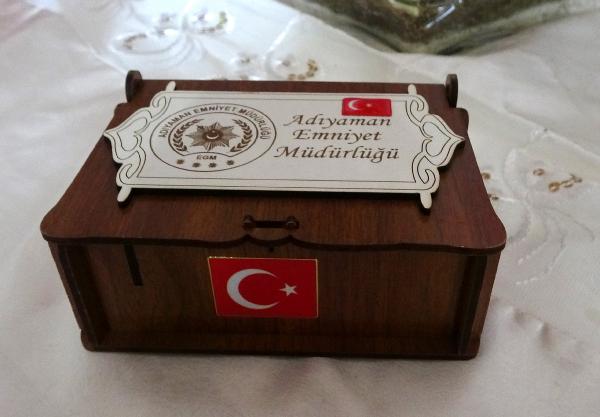 ADIYAMAN EMNİYET MÜDÜRLÜĞÜ
EGM
Adıyaman
Emniyet
Müdürlüğü